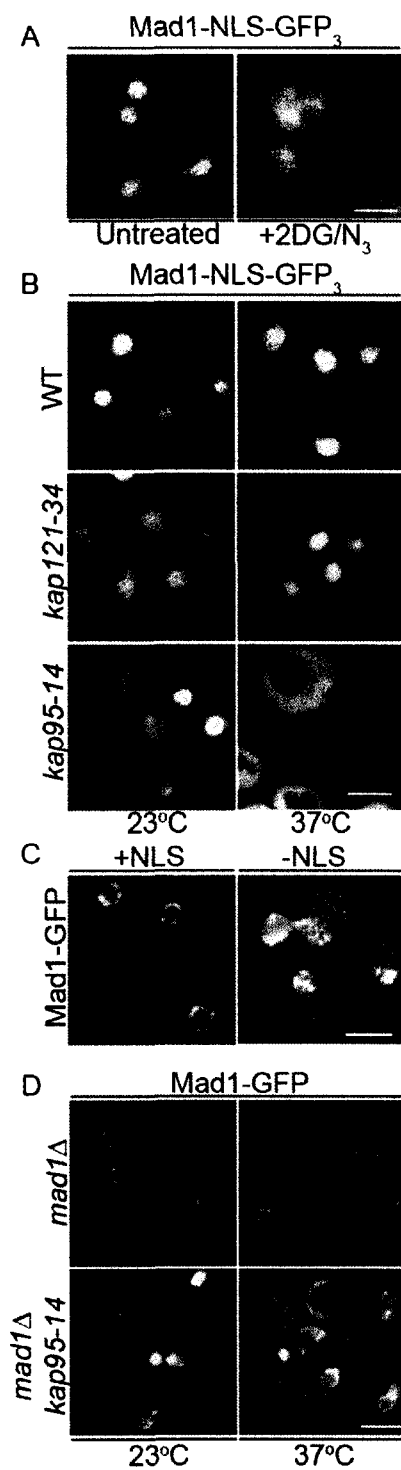 A
Mad1-NLS-GFP3
Untreated +2DG/N3
B
Mad1-NLS-GFP3
WT
kap121-34
kap95-14
23°C 37°C
C
+NLS -NLS
Mad1-GFP
D
Mad1-GFP
mad1Δ
mad1Δ
kap95-14
23°C 37°C